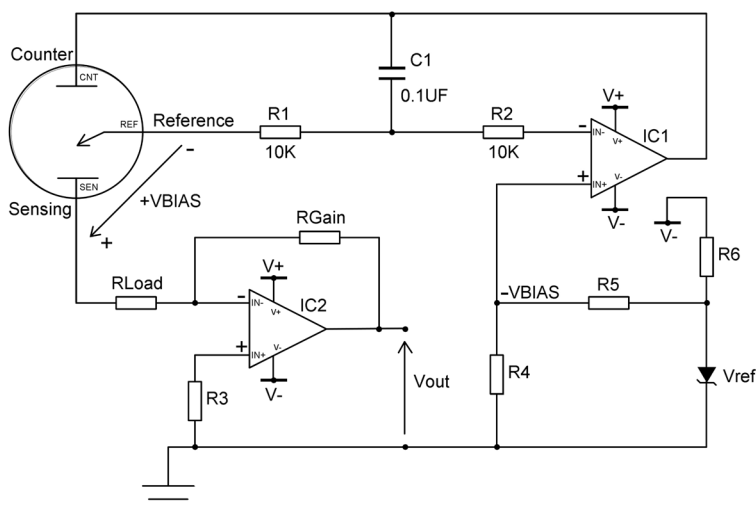 Counter
CNT
C1
0.1UF
V+
REF
Reference
R1
10K
R2
10K
-
IN-
V+
IC1
+
IN+
V-
V-
SEN
Sensing
-
+VBIAS
+
V-
R6
RGain
RLoad
V+
-
IN-
V+
IC2
+
IN+
V-
V-
–VBIAS
R5
R3
Vout
R4
Vref